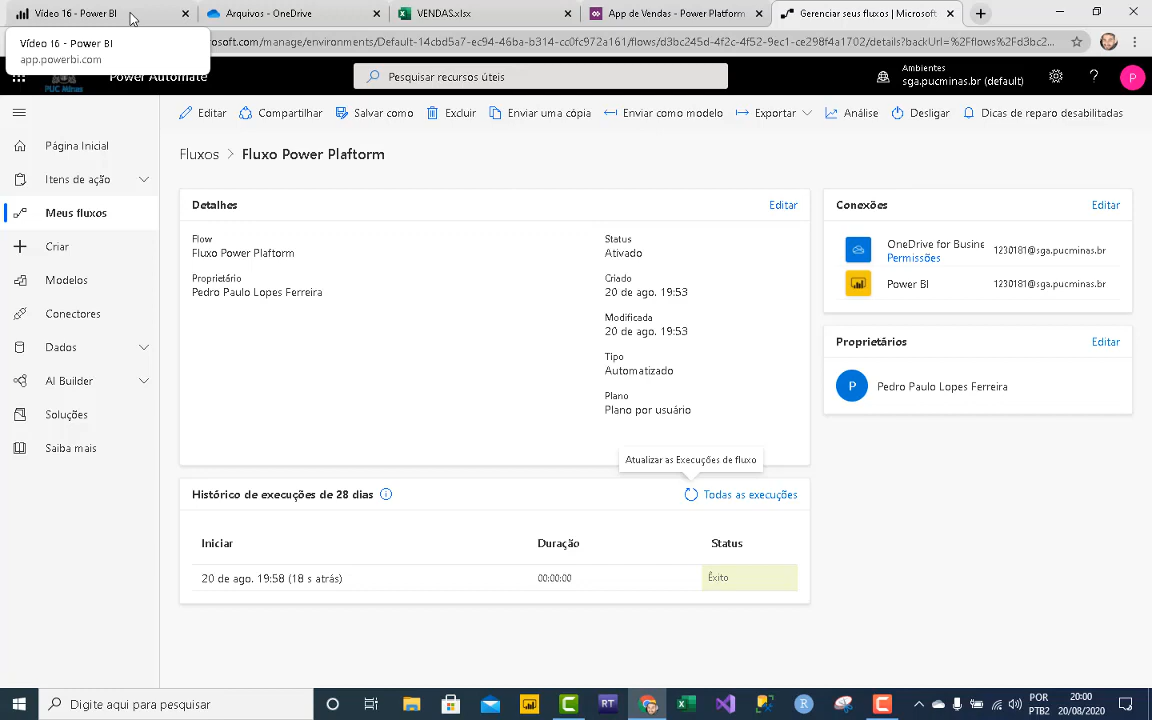 Vídeo 16 - Power BI
Arquivos - OneDrive
VENDAS.xlsx
App de Vendas - Power Platform
Gerenciar seus fluxos | Microsoft
Vídeo 16 - Power BI
app.powerbi.com
osoft.com/manage/environments/Default-14cbd5a7-ec94-46ba-b314-cc0fc972a161/flows/d3bc245d-4f2c-4f52-9ec1-ce298f4a1702/details?backUrl=%2Fflows%2Fd3bc2...
PUC Minas
Power Automate
Pesquisar recursos úteis
Ambientes
sga.pucminas.br (default)
P
Editar
Compartilhar
Salvar como
Excluir
Enviar uma cópia
Enviar como modelo
Exportar
Análise
Desligar
Dicas de reparo desabilitadas
Página Inicial
Itens de ação
Meus fluxos
Criar
Modelos
Conectores
Dados
AI Builder
Soluções
Saiba mais
Fluxos > Fluxo Power Plaftorm
Detalhes
Editar
Flow
Fluxo Power Plaftorm
Proprietário
Pedro Paulo Lopes Ferreira
Status
Ativado
Criado
20 de ago. 19:53
Modificada
20 de ago. 19:53
Tipo
Automatizado
Plano
Plano por usuário
Atualizar as Execuções de fluxo
Histórico de execuções de 28 dias
Todas as execuções
Iniciar
Duração
Status
20 de ago. 19:58 (18 s atrás)
00:00:00
Êxito
Conexões
Editar
OneDrive for Busine
Permissões
1230181@sga.pucminas.br
Power BI
1230181@sga.pucminas.br
Proprietários
Editar
P
Pedro Paulo Lopes Ferreira
Digite aqui para pesquisar
RT
R
POR
PTB2
20:00
20/08/2020